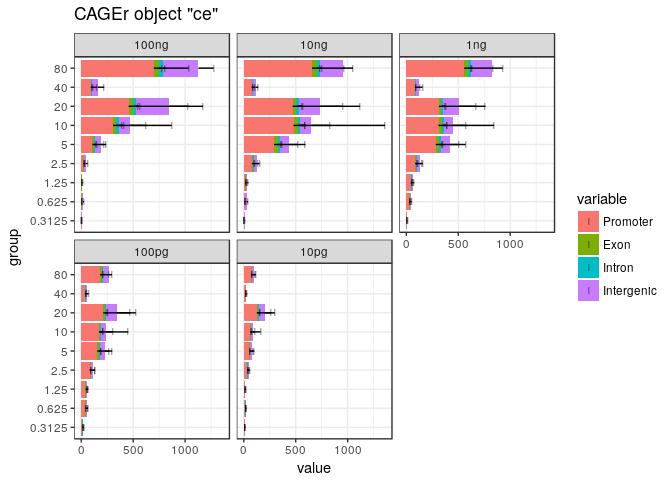 CAGEr object "ce"
100ng
10ng
1ng
80
40
20
10
5
2.5
1.25
0.625
0.3125
0
500
1000
100pg
10pg
80
40
20
10
5
2.5
1.25
0.625
0.3125
0
500
1000
0
500
1000
group
value
variable
Promoter
Exon
Intron
Intergenic